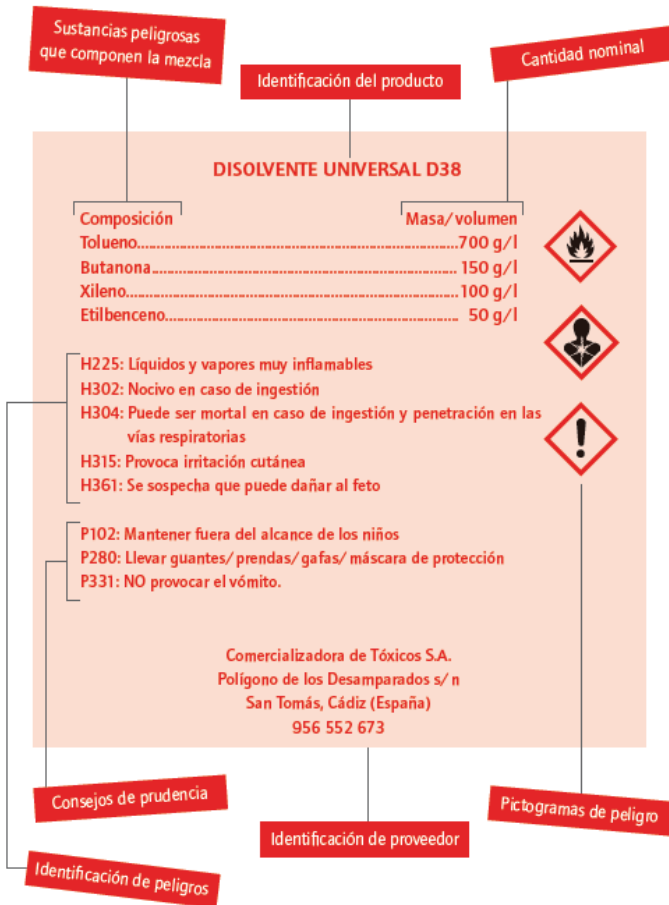 Sustancias peligrosas
que componen la mezcla
Identificación del producto
Cantidad nominal
DISOLVENTE UNIVERSAL D38
Composición Masa/volumen
Tolueno..............................................................700 g/l
Butanona............................................................ 150 g/l
Xileno................................................................100 g/l
Etilbenceno......................................................... 50 g/l
H225: Líquidos y vapores muy inflamables
H302: Nocivo en caso de ingestión
H304: Puede ser mortal en caso de ingestión y penetración en las
vías respiratorias
H315: Provoca irritación cutánea
H361: Se sospecha que puede dañar al feto
P102: Mantener fuera del alcance de los niños
P280: Llevar guantes/prendas/gafas/máscara de protección
P331: NO provocar el vómito.
Comercializadora de Tóxicos S.A.
Polígono de los Desamparados s/n
San Tomás, Cádiz (España)
956 552 673
Consejos de prudencia
Pictogramas de peligro
Identificación de proveedor
Identificación de peligros